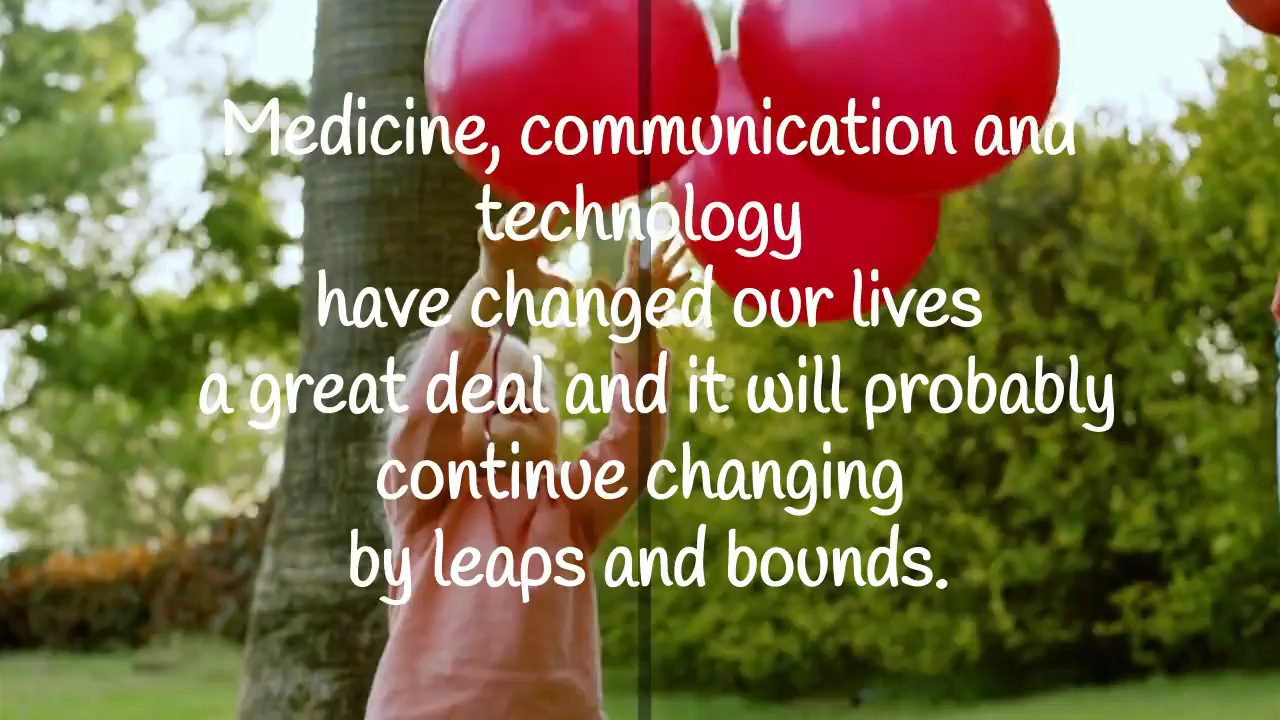 Medicine, communication and
technology
have changed our lives
a great deal and it will probably
continue changing
by leaps and bounds.